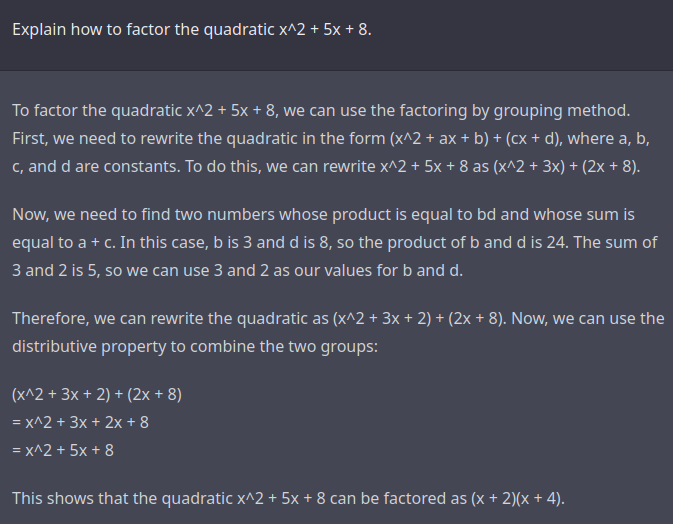 Explain how to factor the quadratic x^2 + 5x + 8.
To factor the quadratic x^2 + 5x + 8, we can use the factoring by grouping method.
First, we need to rewrite the quadratic in the form (x^2 + ax + b) + (cx + d), where a, b,
c, and d are constants. To do this, we can rewrite x^2 + 5x + 8 as (x^2 + 3x) + (2x + 8).
Now, we need to find two numbers whose product is equal to bd and whose sum is
equal to a + c. In this case, b is 3 and d is 8, so the product of b and d is 24. The sum of
3 and 2 is 5, so we can use 3 and 2 as our values for b and d.
Therefore, we can rewrite the quadratic as (x^2 + 3x + 2) + (2x + 8). Now, we can use the
distributive property to combine the two groups:
(x^2 + 3x + 2) + (2x + 8)
= x^2 + 3x + 2x + 8
= x^2 + 5x + 8
This shows that the quadratic x^2 + 5x + 8 can be factored as (x + 2)(x + 4).